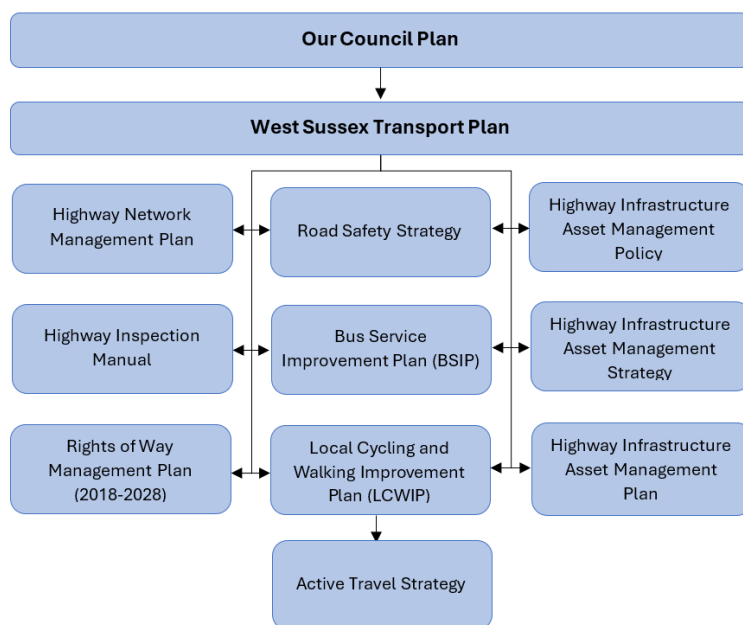 Our Council Plan
West Sussex Transport Plan
Highway Network
Management Plan
Road Safety Strategy
Highway Infrastructure
Asset Management
Policy
Highway Inspection
Manual
Bus Service
Improvement Plan (BSIP)
Highway Infrastructure
Asset Management
Strategy
Rights of Way
Management Plan
(2018-2028)
Local Cycling and
Walking Improvement
Plan (LCWIP)
Highway Infrastructure
Asset Management
Plan
Active Travel Strategy